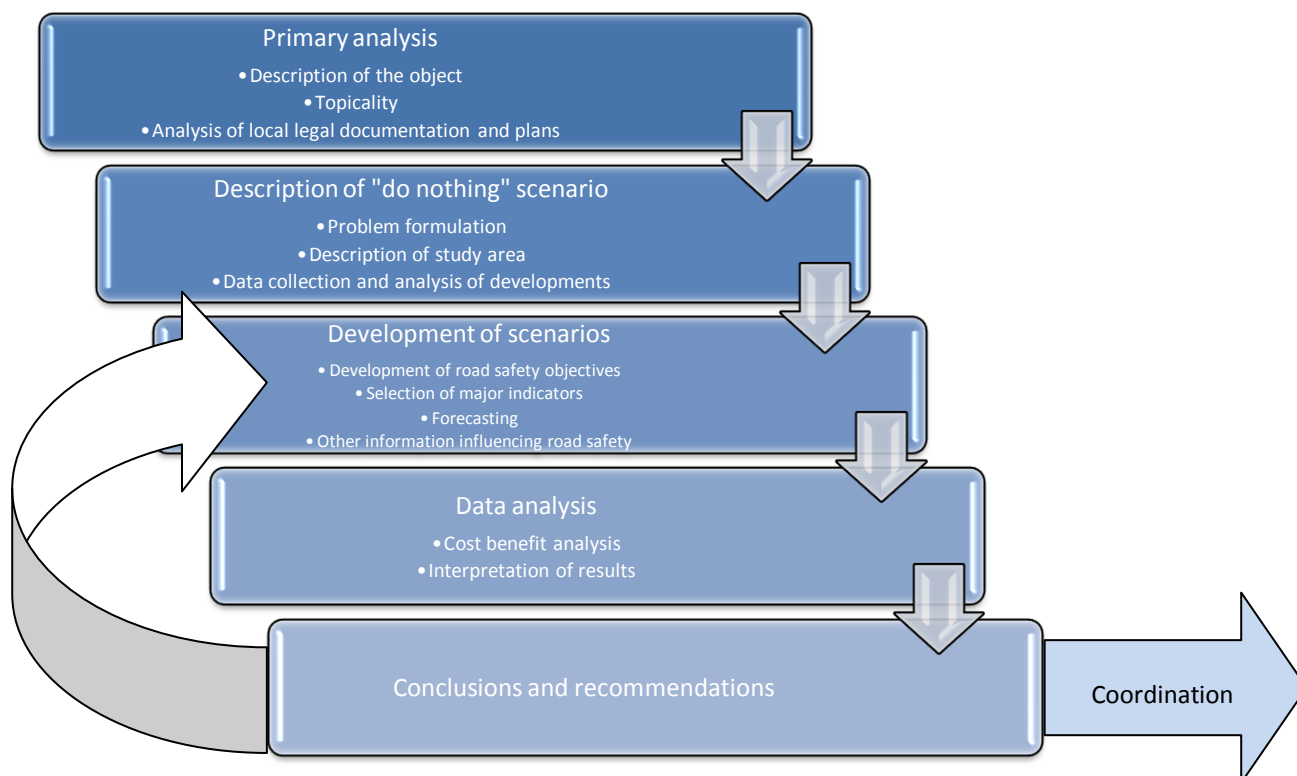 Primary analysis
• Description of the object
• Topicality
• Analysis of local legal documentation and plans
Description of "do nothing" scenario
• Problem formulation
• Description of study area
• Data collection and analysis of developments
Development of scenarios
• Development of road safety objectives
• Selection of major indicators
• Forecasting
• Other information influencing road safety
Data analysis
• Cost benefit analysis
• Interpretation of results
Conclusions and recommendations
Coordination